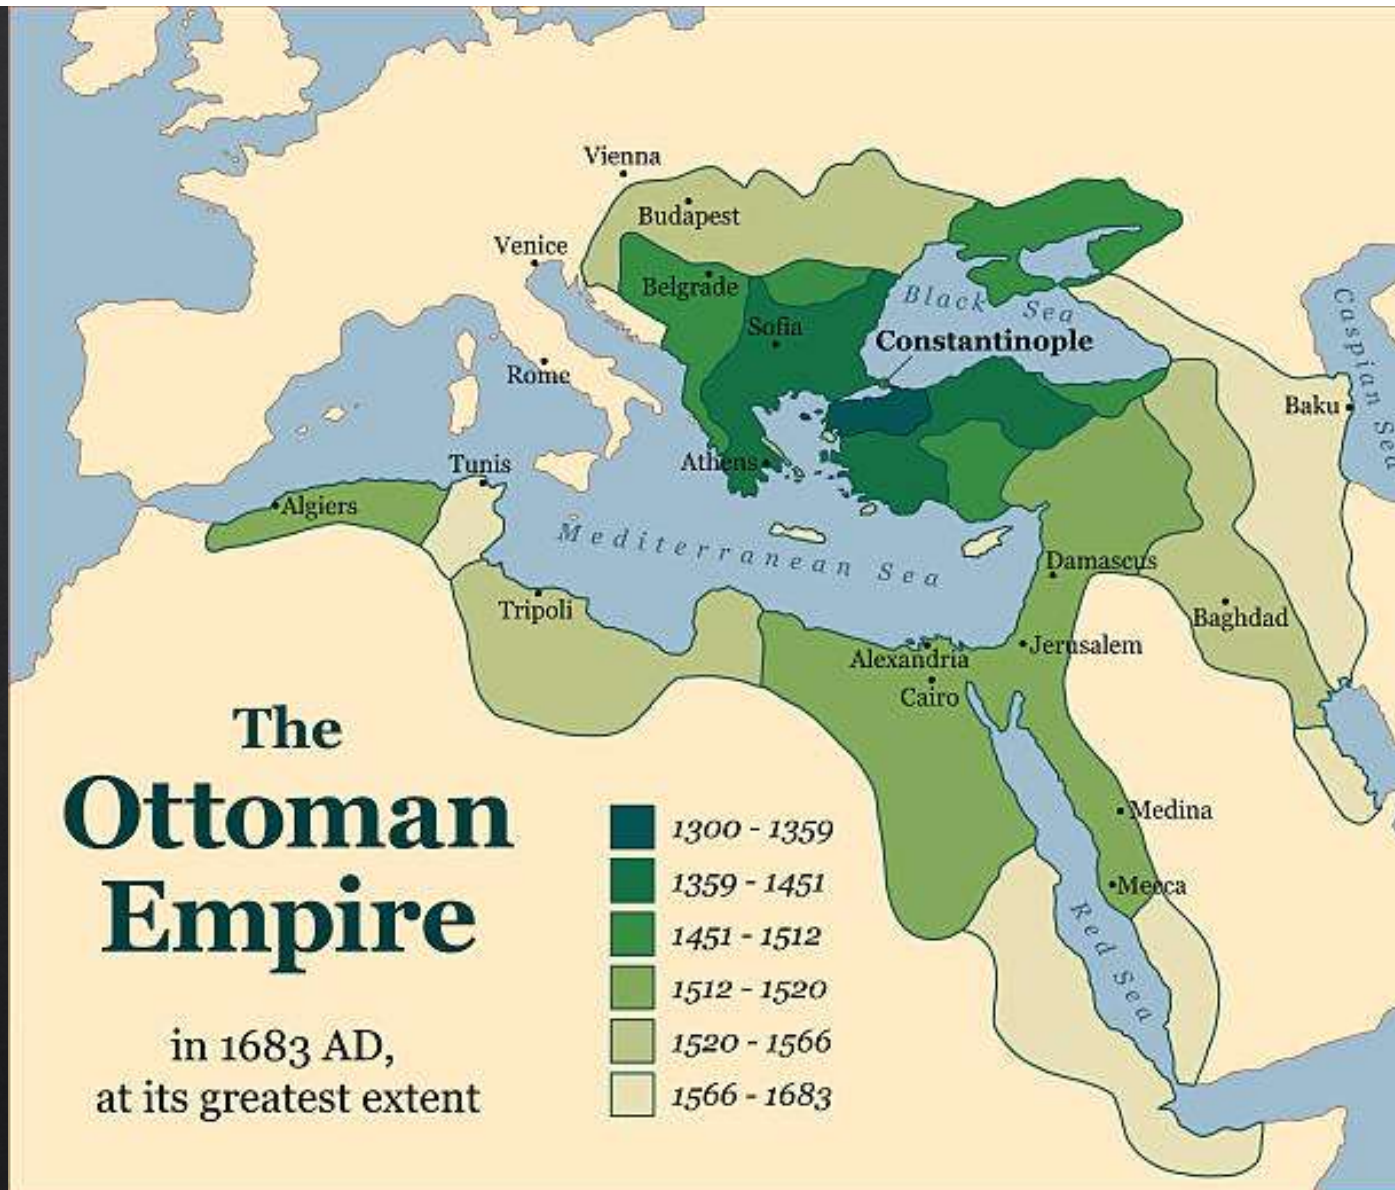 Vienna
Budapest
Venice
Belgrade
Black Sea
Caspian Sea
Sofia
Constantinople
Rome
Baku
Tunis
Athens
Algiers
Mediterranean Sea
Damascus
Tripoli
Baghdad
Alexandria
Jerusalem
Cairo
Medina
Mecca
Red Sea
The
Ottoman
Empire
in 1683 AD,
at its greatest extent
1300 - 1359
1359 - 1451
1451 - 1512
1512 - 1520
1520 - 1566
1566 - 1683